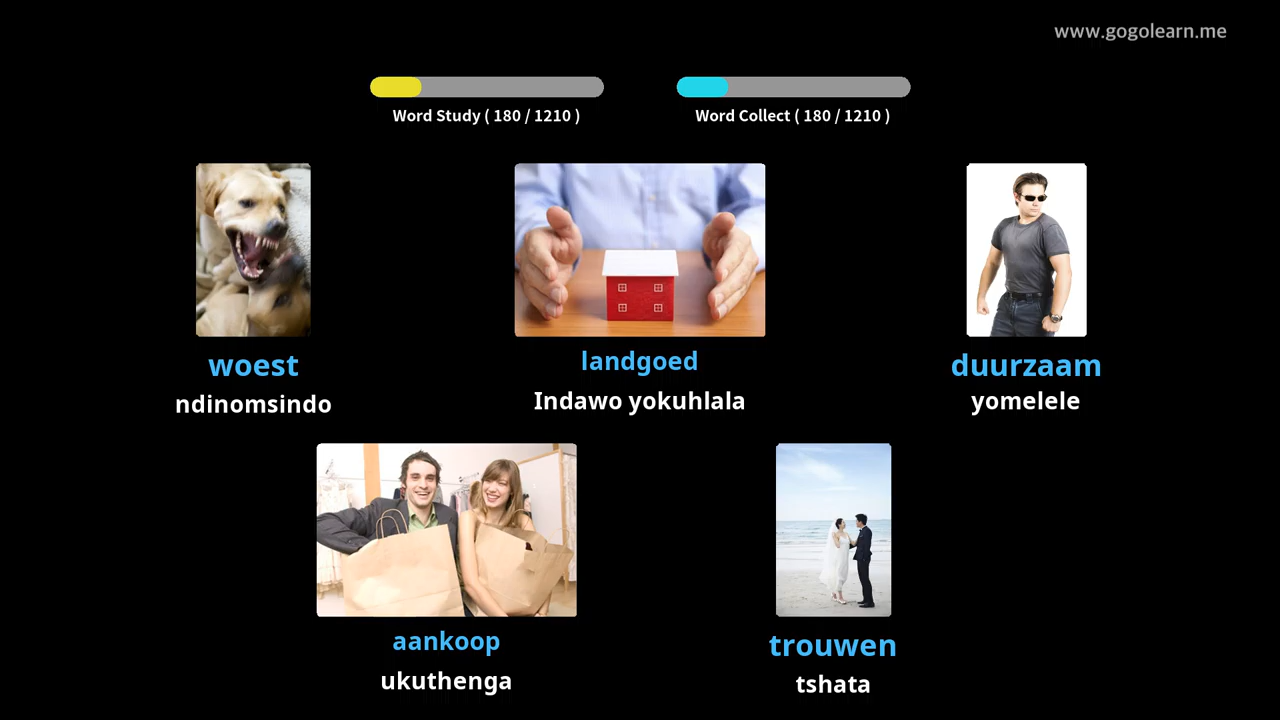 www.gogolearn.me
Word Study ( 180 / 1210 )
Word Collect ( 180 / 1210 )
woest
ndinomsindo
landgoed
Indawo yokuhlala
duurzaam
yomelele
aankoop
ukuthenga
trouwen
tshata